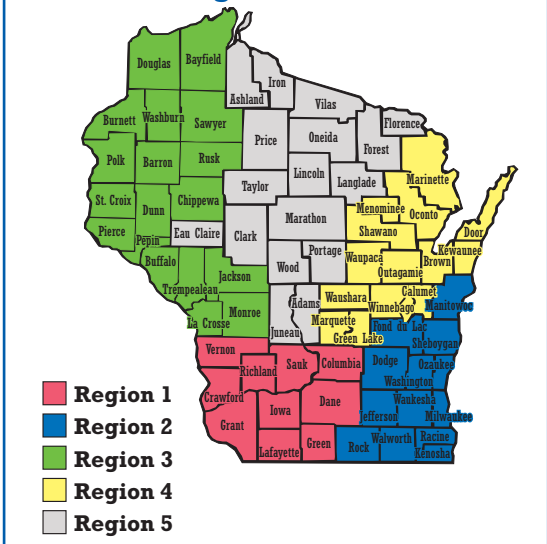 Douglas
Bayfield
Ashland
Iron
Vilas
Burnett
Washburn
Sawyer
Price
Oneida
Forest
Florence
Polk
Barron
Rusk
Taylor
Lincoln
Langlade
Marinette
St. Croix
Dunn
Chippewa
Menominee
Oconto
Pierce
Pepin
Eau Claire
Clark
Marathon
Shawano
Door
Buffalo
Trempealeau
Jackson
Wood
Portage
Waupaca
Outagamie
Brown
Kewaunee
La Crosse
Monroe
Juneau
Adams
Waushara
Marquette
Green Lake
Winnebago
Calumet
Manitowoc
Fond du Lac
Sheboygan
Vernon
Richland
Sauk
Columbia
Dodge
Ozaukee
Washington
Crawford
Iowa
Dane
Jefferson
Waukesha
Milwaukee
Grant
Lafayette
Green
Rock
Walworth
Racine
Kenosha
Region 1
Region 2
Region 3
Region 4
Region 5